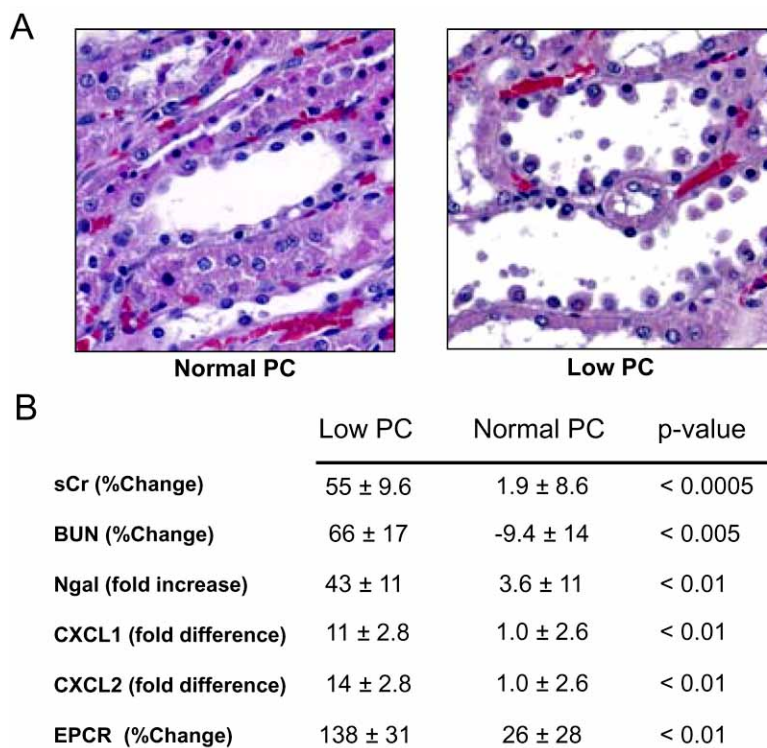 A
Normal PC Low PC
B
Low PC Normal PC p-value
sCr (%Change) 55 ± 9.6 1.9 ± 8.6 < 0.0005
BUN (%Change) 66 ± 17 -9.4 ± 14 < 0.005
Ngal (fold increase) 43 ± 11 3.6 ± 11 < 0.01
CXCL1 (fold difference) 11 ± 2.8 1.0 ± 2.6 < 0.01
CXCL2 (fold difference) 14 ± 2.8 1.0 ± 2.6 < 0.01
EPCR (%Change) 138 ± 31 26 ± 28 < 0.01